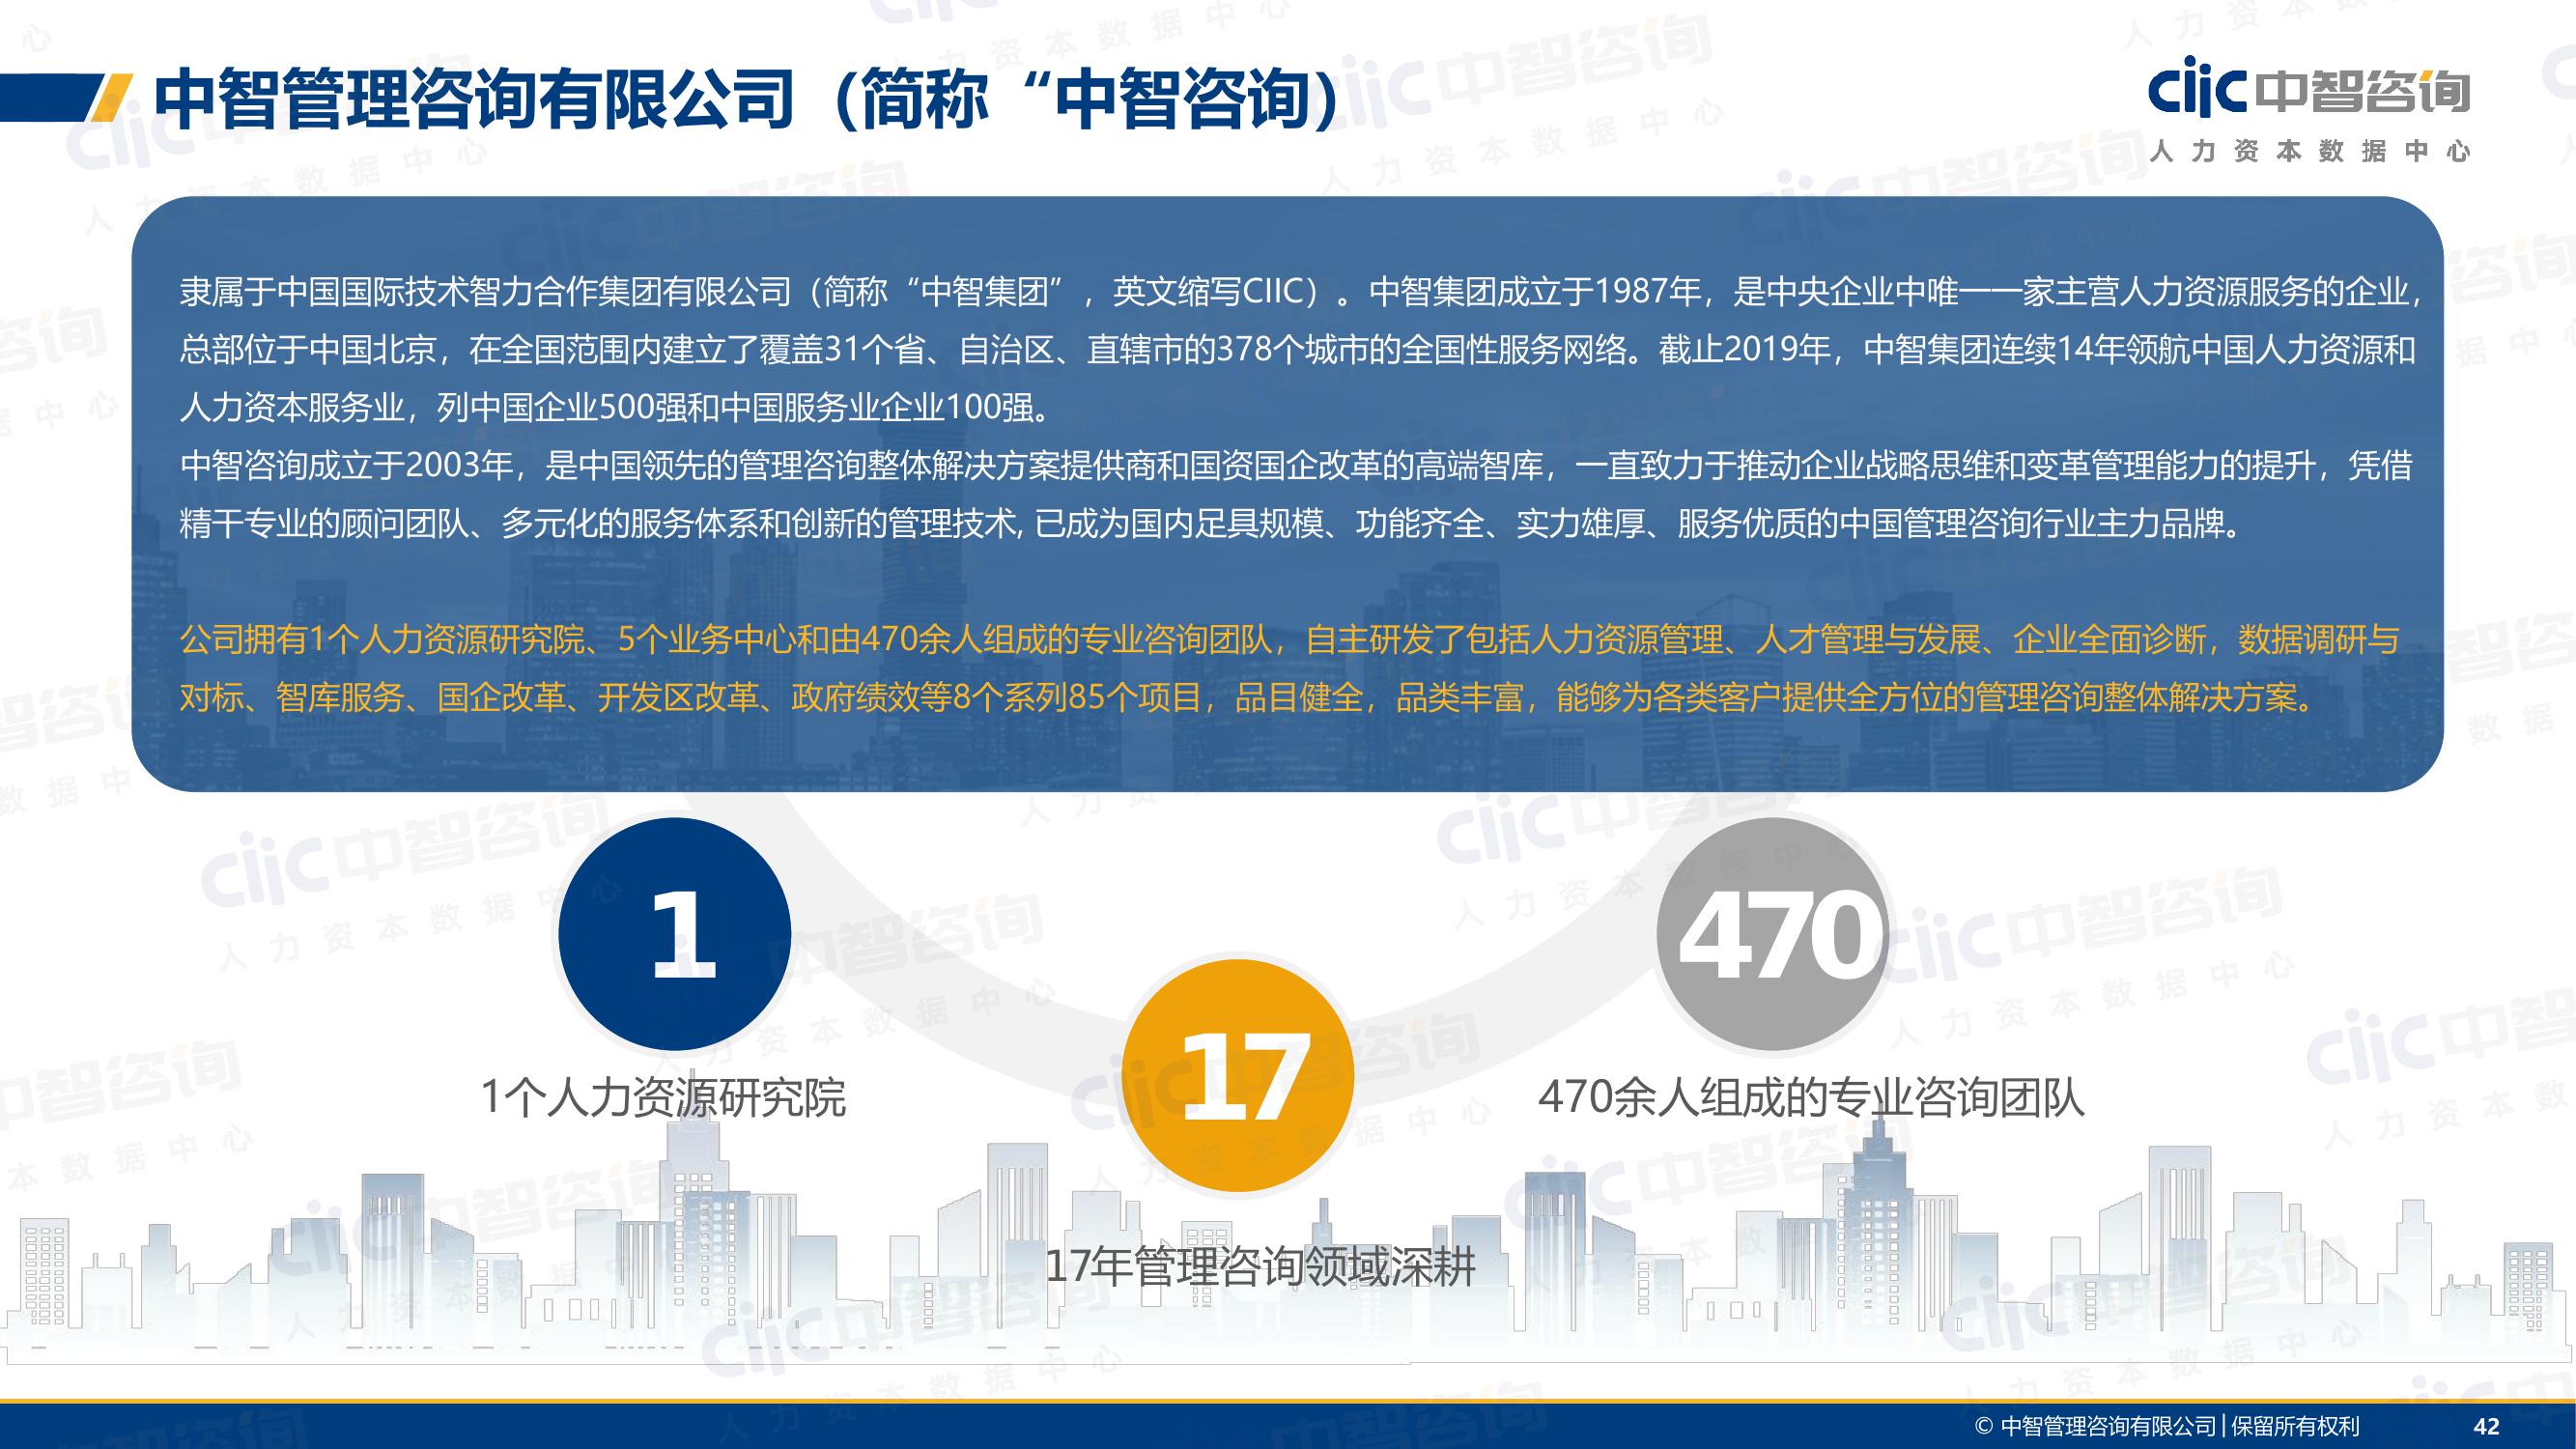 中智管理咨询有限公司（简称“中智咨询）
CIIC中智咨询
人力资本数据中心
隶属于中国国际技术智力合作集团有限公司（简称“中智集团”，英文缩写CIIC）。中智集团成立于1987年，是中央企业中唯一一家主营人力资源服务的企业，
总部位于中国北京，在全国范围内建立了覆盖31个省、自治区、直辖市的378个城市的全国性服务网络。截止2019年，中智集团连续14年领航中国人力资源和
人力资本服务业，列中国企业500强和中国服务业企业100强。
中智咨询成立于2003年，是中国领先的管理咨询整体解决方案提供商和国资国企改革的高端智库，一直致力于推动企业战略思维和变革管理能力的提升，凭借
精干专业的顾问团队、多元化的服务体系和创新的管理技术, 已成为国内足具规模、功能齐全、实力雄厚、服务优质的中国管理咨询行业主力品牌。
公司拥有1个人力资源研究院、5个业务中心和由470余人组成的专业咨询团队，自主研发了包括人力资源管理、人才管理与发展、企业全面诊断，数据调研与
对标、智库服务、国企改革、开发区改革、政府绩效等8个系列85个项目，品目健全，品类丰富，能够为各类客户提供全方位的管理咨询整体解决方案。
1
470
17
1个人力资源研究院
470余人组成的专业咨询团队
17年管理咨询领域深耕
© 中智管理咨询有限公司|保留所有权利
42